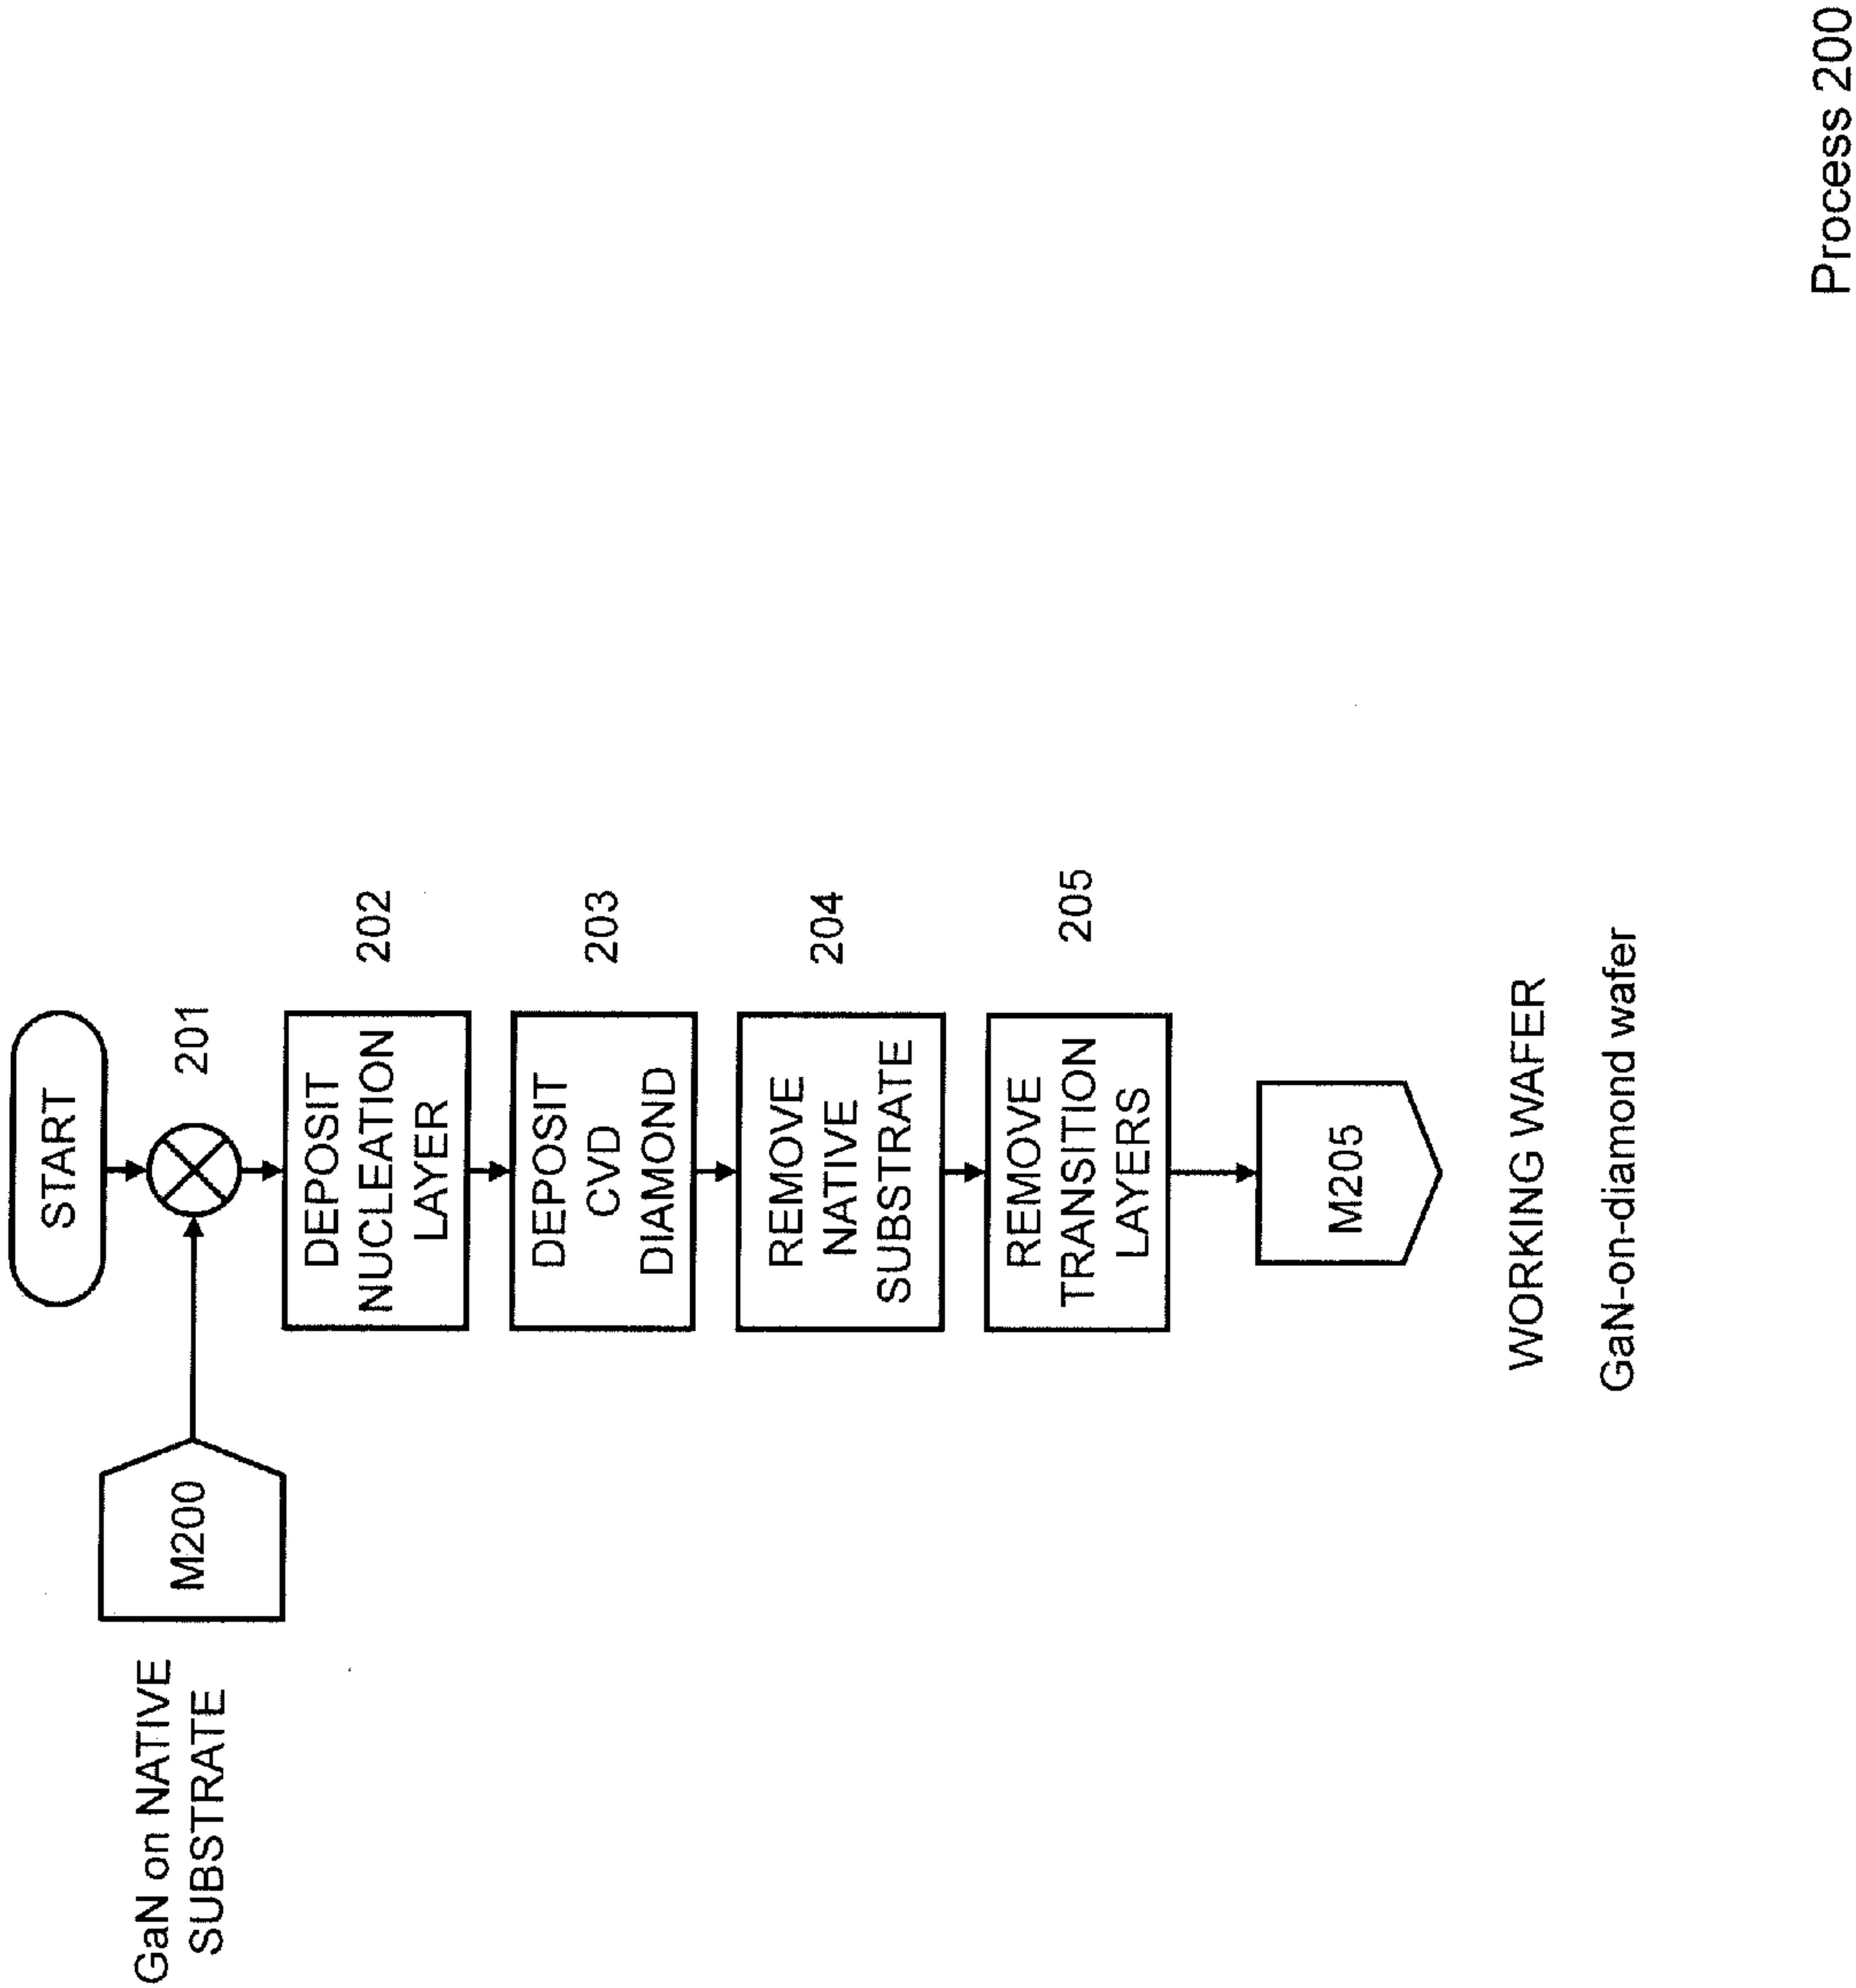 START
GaN on NATIVE
SUBSTRATE
M200
201
DEPOSIT
NUCLEATION
LAYER
202
DEPOSIT
CVD
DIAMOND
203
REMOVE
NATIVE
SUBSTRATE
204
REMOVE
TRANSITION
LAYERS
205
M205
WORKING WAFER
GaN-on-diamond wafer
Process 200